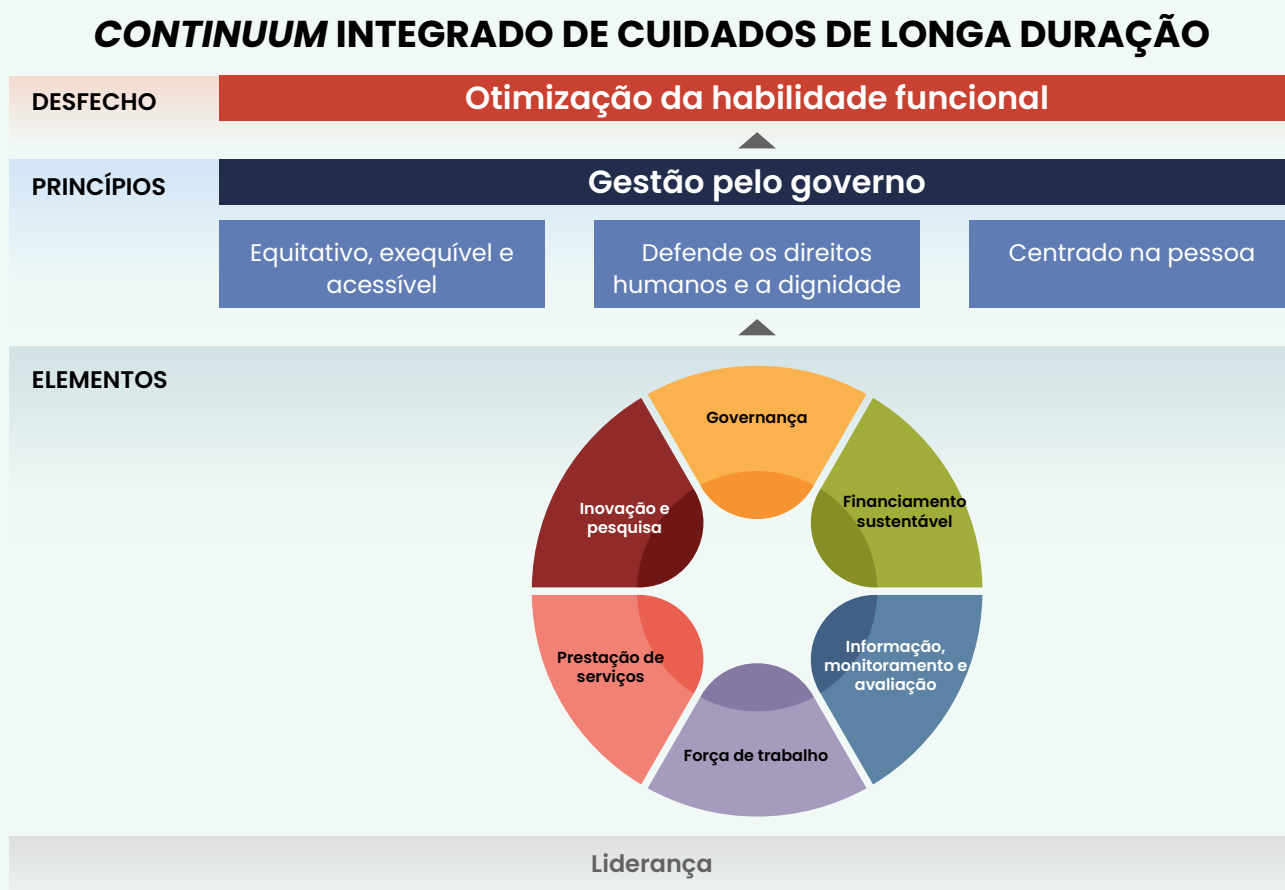 CONTINUUM INTEGRADO DE CUIDADOS DE LONGA DURAÇÃO
DESFECHO
Otimização da habilidade funcional
PRINCÍPIOS
Gestão pelo governo
Equitativo, exequível e
acessível
Defende os direitos
humanos e a dignidade
Centrado na pessoa
ELEMENTOS
Governança
Financiamento
sustentável
Informação,
monitoramento e
avaliação
Força de trabalho
Prestação de
serviços
Inovação e
pesquisa
Liderança